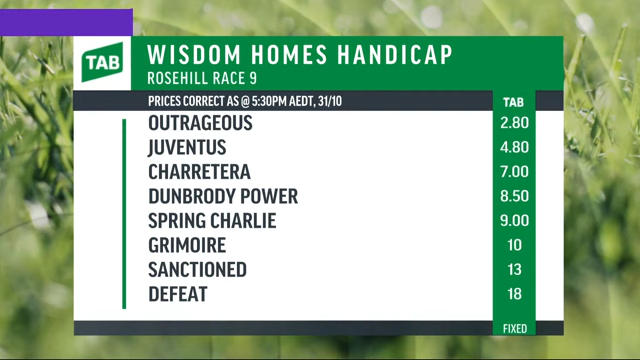 TAB
WISDOM HOMES HANDICAP
ROSEHILL RACE 9
PRICES CORRECT AS @ 5:30PM AEDT, 31/10 TAB
OUTRAGEOUS 2.80
JUVENTUS 4.80
CHARRETERA 7.00
DUNBRODY POWER 8.50
SPRING CHARLIE 9.00
GRIMOIRE 10
SANCTIONED 13
DEFEAT 18
FIXED